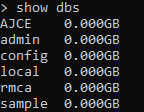 > show dbs
AJCE 0.000GB
admin 0.000GB
config 0.000GB
local 0.000GB
rmca 0.000GB
sample 0.000GB